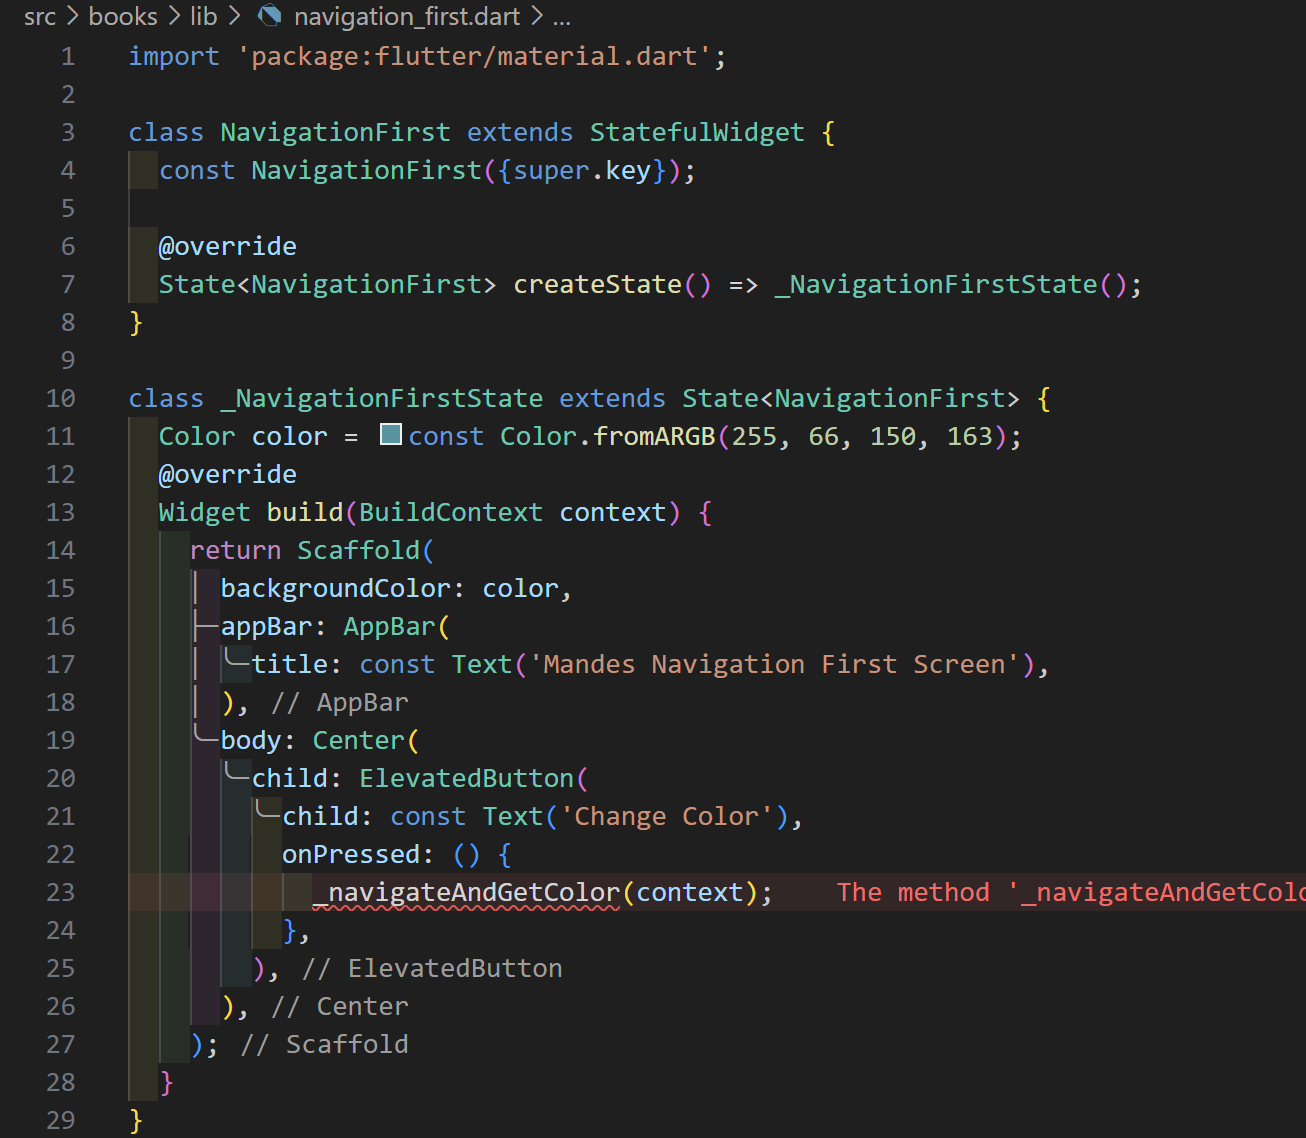 src > books > lib > navigation_first.dart > ...
1 import 'package:flutter/material.dart';
2
3 class NavigationFirst extends StatefulWidget {
4   const NavigationFirst({super.key});
5
6   @override
7   State<NavigationFirst> createState() => _NavigationFirstState();
8 }
9
10 class _NavigationFirstState extends State<NavigationFirst> {
11   Color color = const Color.fromARGB(255, 66, 150, 163);
12   @override
13   Widget build(BuildContext context) {
14     return Scaffold(
15       backgroundColor: color,
16       appBar: AppBar(
17         title: const Text('Mandes Navigation First Screen'),
18       ), // AppBar
19       body: Center(
20         child: ElevatedButton(
21           child: const Text('Change Color'),
22           onPressed: () {
23             _navigateAndGetColor(context);    The method '_navigateAndGetColo
24           },
25         ), // ElevatedButton
26       ), // Center
27     ); // Scaffold
28   }
29 }